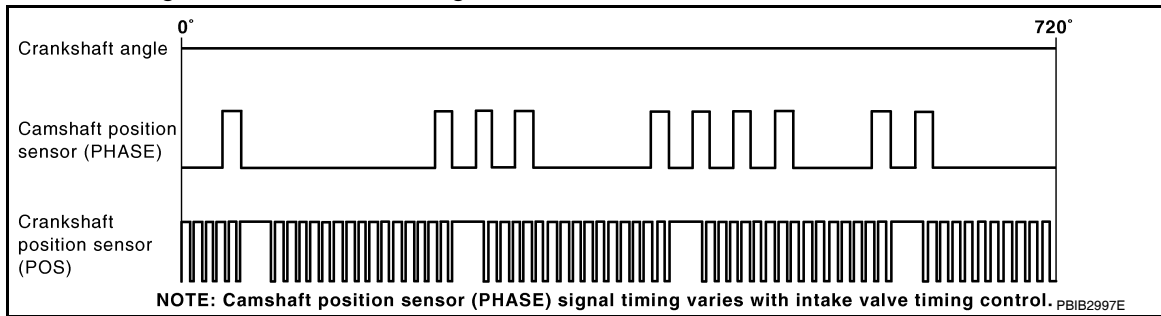 0° 720°
Crankshaft angle
Camshaft position
sensor (PHASE)
Crankshaft
position sensor
(POS)
NOTE: Camshaft position sensor (PHASE) signal timing varies with intake valve timing control. PBIB2997E